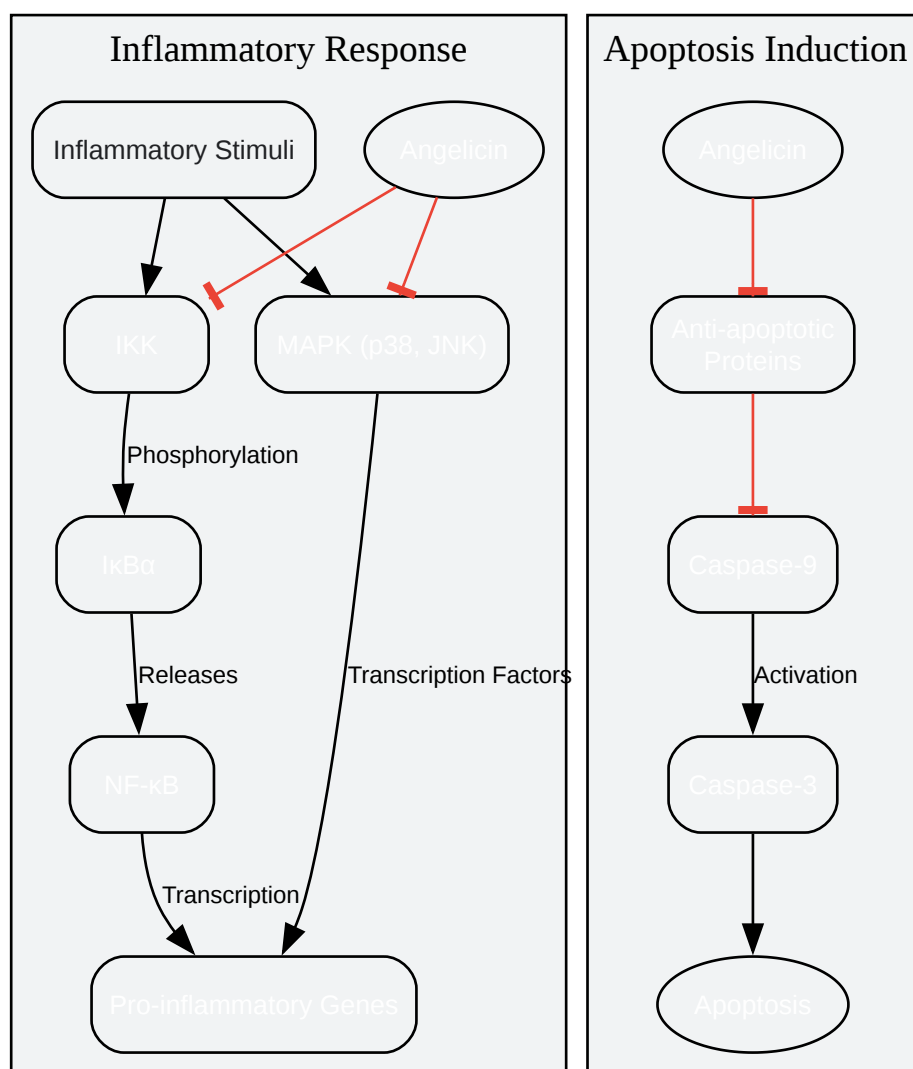 Inflammatory Response
Inflammatory Stimuli
Angelicin
IKK
MAPK (p38, JNK)
Phosphorylation
IκBα
Releases
Transcription Factors
NF-κB
Transcription
Pro-inflammatory Genes
Apoptosis Induction
Angelicin
Anti-apoptotic
Proteins
Caspase-9
Activation
Caspase-3
Apoptosis